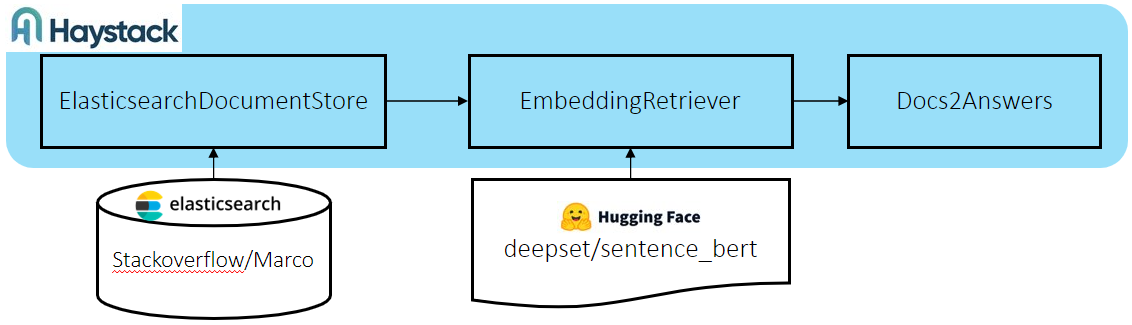 Haystack
ElasticsearchDocumentStore
EmbeddingRetriever
Docs2Answers
elasticsearch
Stackoverflow/Marco
Hugging Face
deepset/sentence_bert